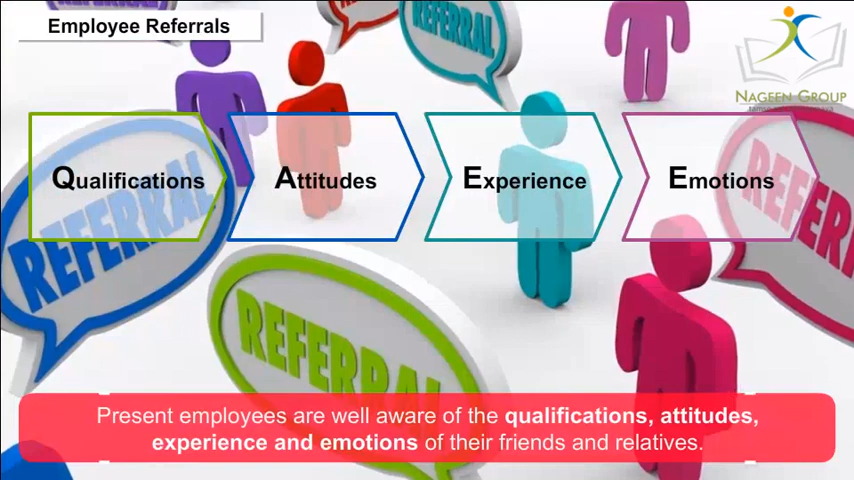 REFERRAL
Employee Referrals
REFERRAL
NAGEEN GROUP
Qualifications
Attitudes
Experience
Emotions
REFERRAL
REFERRAL
Present employees are well aware of the qualifications, attitudes,
experience and emotions of their friends and relatives.